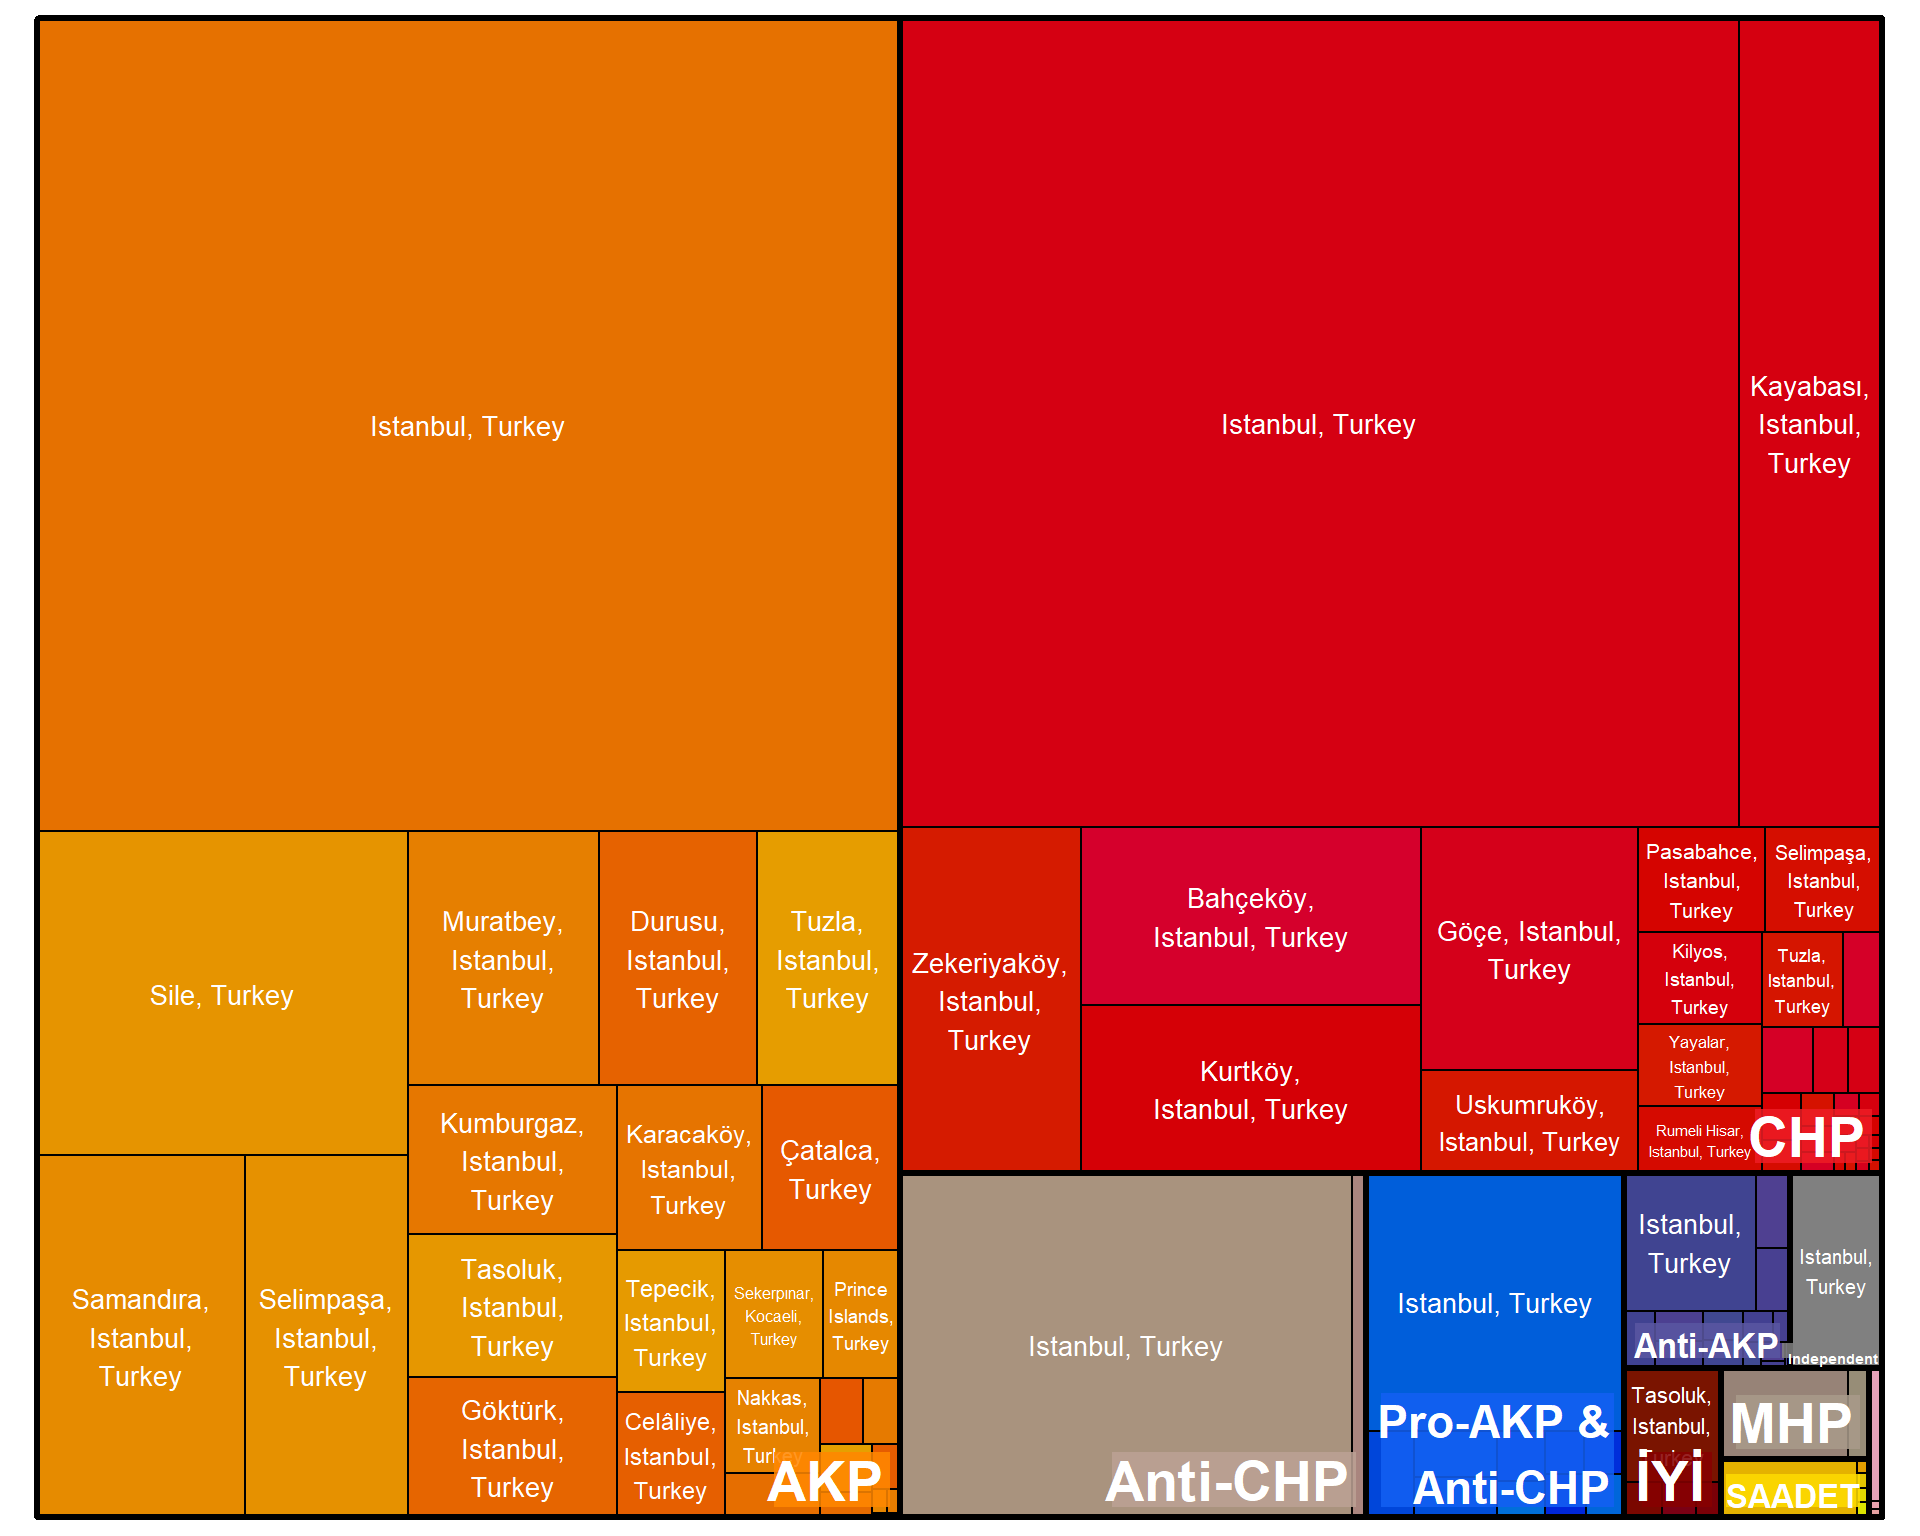 Istanbul, Turkey
Sile, Turkey
Samandıra,
Istanbul,
Turkey
Selimpaşa,
Istanbul,
Turkey
Muratbey,
Istanbul,
Turkey
Durusu,
Istanbul,
Turkey
Tuzla,
Istanbul,
Turkey
Kumburgaz,
Istanbul,
Turkey
Karacaköy,
Istanbul,
Turkey
Çatalca,
Turkey
Tasoluk,
Istanbul,
Turkey
Göktürk,
Istanbul,
Turkey
Tepecik,
Istanbul,
Turkey
Celâliye,
Istanbul,
Turkey
Sekerpınar,
Kocaeli,
Turkey
Prince
Islands,
Turkey
Nakkas,
Istanbul,
Turkey
AKP
Istanbul, Turkey
Kayabası,
Istanbul,
Turkey
Zekeriyaköy,
Istanbul,
Turkey
Bahçeköy,
Istanbul, Turkey
Kurtköy,
Istanbul, Turkey
Göçe, Istanbul,
Turkey
Uskumruköy,
Istanbul, Turkey
Pasabahce,
Istanbul,
Turkey
Selimpaşa,
Istanbul,
Turkey
Kilyos,
Istanbul,
Turkey
Tuzla,
Istanbul,
Turkey
Yayalar,
Istanbul,
Turkey
Rumeli Hisar,
Istanbul, Turkey
CHP
Istanbul, Turkey
Anti-CHP
Istanbul, Turkey
Pro-AKP &
Anti-CHP
Istanbul,
Turkey
Anti-AKP
Istanbul,
Turkey
Independent
Tasoluk,
Istanbul,
Turkey
İYİ
MHP
SAADET